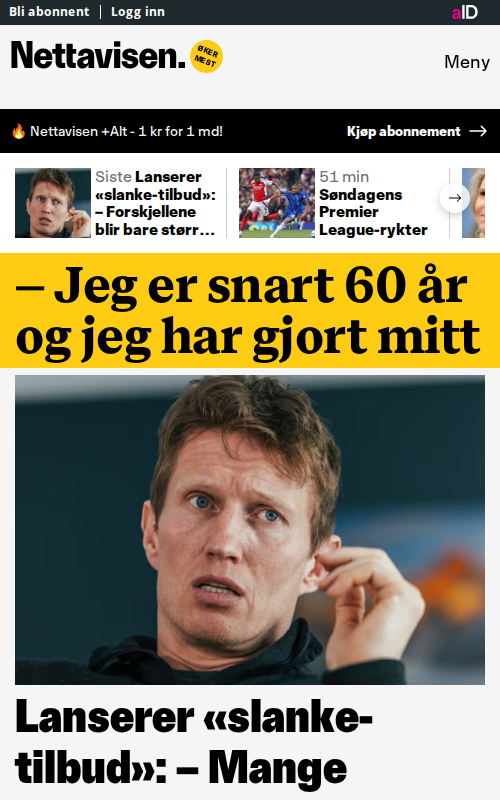 Bli abonnent
Logg inn
aID
Nettavisen.
ØKER
MEST
Meny
🔥 Nettavisen +Alt - 1 kr for 1 md!
Kjøp abonnement →
Siste Lanserer
«slanke-tilbud»:
– Forskjellene
blir bare størr…
51 min
Søndagens
Premier
League-rykter
– Jeg er snart 60 år
og jeg har gjort mitt
Lanserer «slanke-
tilbud»: – Mange